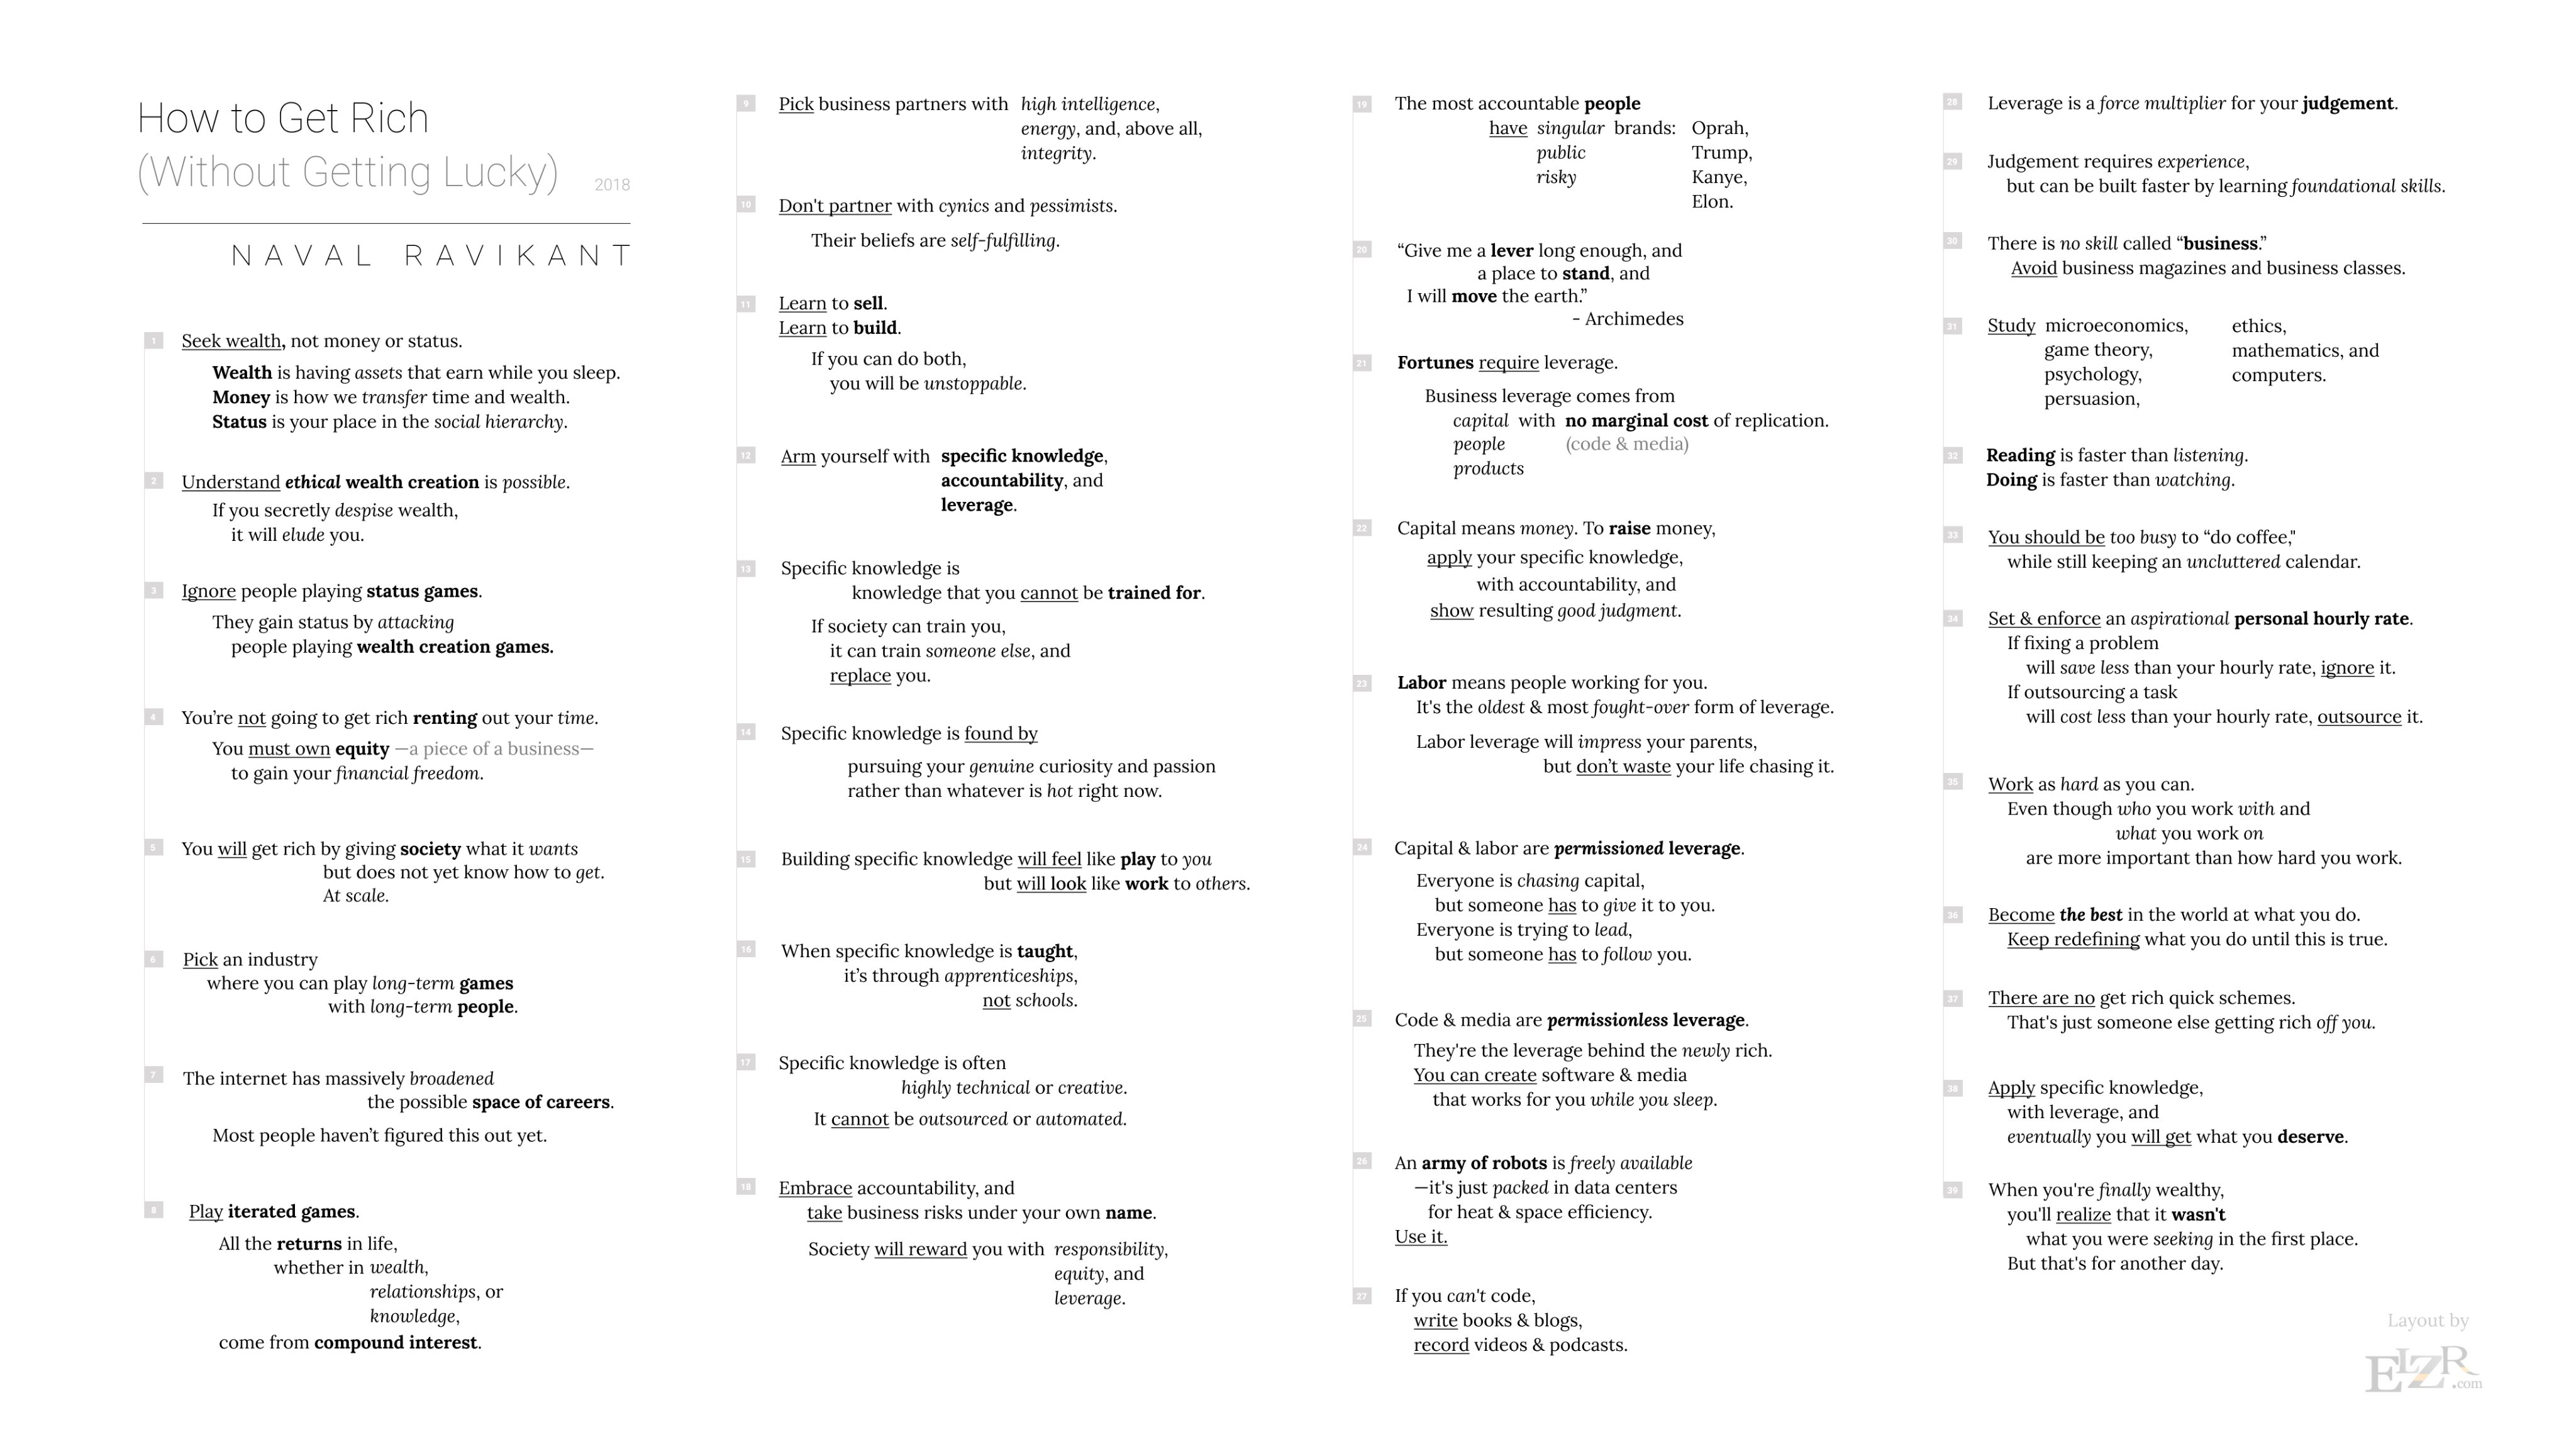 How to Get Rich
(Without Getting Lucky) 2018
NAVAL RAVIKANT
1 Seek wealth, not money or status.
Wealth is having assets that earn while you sleep.
Money is how we transfer time and wealth.
Status is your place in the social hierarchy.
2 Understand ethical wealth creation is possible.
If you secretly despise wealth,
it will elude you.
3 Ignore people playing status games.
They gain status by attacking
people playing wealth creation games.
4 You're not going to get rich renting out your time.
You must own equity —a piece of a business—
to gain your financial freedom.
5 You will get rich by giving society what it wants
but does not yet know how to get.
At scale.
6 Pick an industry
where you can play long-term games
with long-term people.
7 The internet has massively broadened
the possible space of careers.
Most people haven't figured this out yet.
8 Play iterated games.
All the returns in life,
whether in wealth,
relationships, or
knowledge,
come from compound interest.
9 Pick business partners with high intelligence,
energy, and, above all,
integrity.
10 Don't partner with cynics and pessimists.
Their beliefs are self-fulfilling.
11 Learn to sell.
Learn to build.
If you can do both,
you will be unstoppable.
12 Arm yourself with specific knowledge,
accountability, and
leverage.
13 Specific knowledge is
knowledge that you cannot be trained for.
If society can train you,
it can train someone else, and
replace you.
14 Specific knowledge is found by
pursuing your genuine curiosity and passion
rather than whatever is hot right now.
15 Building specific knowledge will feel like play to you
but will look like work to others.
16 When specific knowledge is taught,
it's through apprenticeships,
not schools.
17 Specific knowledge is often
highly technical or creative.
It cannot be outsourced or automated.
18 Embrace accountability, and
take business risks under your own name.
Society will reward you with responsibility,
equity, and
leverage.
19 The most accountable people
have singular brands: Oprah,
public Trump,
risky Kanye,
Elon.
20 “Give me a lever long enough, and
a place to stand, and
I will move the earth.”
- Archimedes
21 Fortunes require leverage.
Business leverage comes from
capital with no marginal cost of replication.
people (code & media)
products
22 Capital means money. To raise money,
apply your specific knowledge,
with accountability, and
show resulting good judgment.
23 Labor means people working for you.
It's the oldest & most fought-over form of leverage.
Labor leverage will impress your parents,
but don't waste your life chasing it.
24 Capital & labor are permissioned leverage.
Everyone is chasing capital,
but someone has to give it to you.
Everyone is trying to lead,
but someone has to follow you.
25 Code & media are permissionless leverage.
They're the leverage behind the newly rich.
You can create software & media
that works for you while you sleep.
26 An army of robots is freely available
—it's just packed in data centers
for heat & space efficiency.
Use it.
27 If you can't code,
write books & blogs,
record videos & podcasts.
28 Leverage is a force multiplier for your judgement.
29 Judgement requires experience,
but can be built faster by learning foundational skills.
30 There is no skill called “business.”
Avoid business magazines and business classes.
31 Study microeconomics, ethics,
game theory, mathematics, and
psychology, computers.
persuasion,
32 Reading is faster than listening.
Doing is faster than watching.
33 You should be too busy to “do coffee,"
while still keeping an uncluttered calendar.
34 Set & enforce an aspirational personal hourly rate.
If fixing a problem
will save less than your hourly rate, ignore it.
If outsourcing a task
will cost less than your hourly rate, outsource it.
35 Work as hard as you can.
Even though who you work with and
what you work on
are more important than how hard you work.
36 Become the best in the world at what you do.
Keep redefining what you do until this is true.
37 There are no get rich quick schemes.
That's just someone else getting rich off you.
38 Apply specific knowledge,
with leverage, and
eventually you will get what you deserve.
39 When you're finally wealthy,
you'll realize that it wasn't
what you were seeking in the first place.
But that's for another day.
Layout by
ELZR
.com